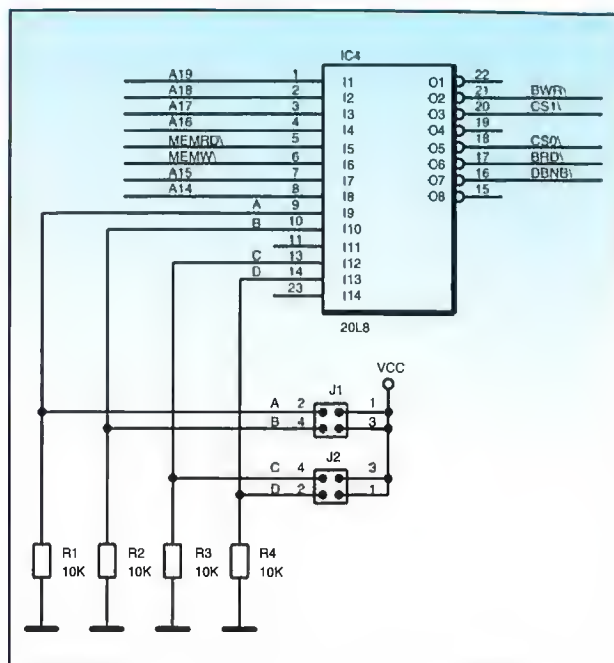 IC4
A19 1 I1 O1 22
A18 2 I2 O2 21 BWR\
A17 3 I3 O3 20 CS1\
A16 4 I4 O4 19
MEMRD\ 5 I5 O5 18 CS0\
MEMW\ 6 I6 O6 17 BRD\
A15 7 I7 O7 16 DBNB\
A14 8 I8 O8 15
A 9 I9
B 10 I10
11 I11
C 13 I12
D 14 I13
23 I14
20L8
VCC
J1
A 2 1
B 4 3
J2
C 4 3
D 2 1
R1 R2 R3 R4
10K 10K 10K 10K